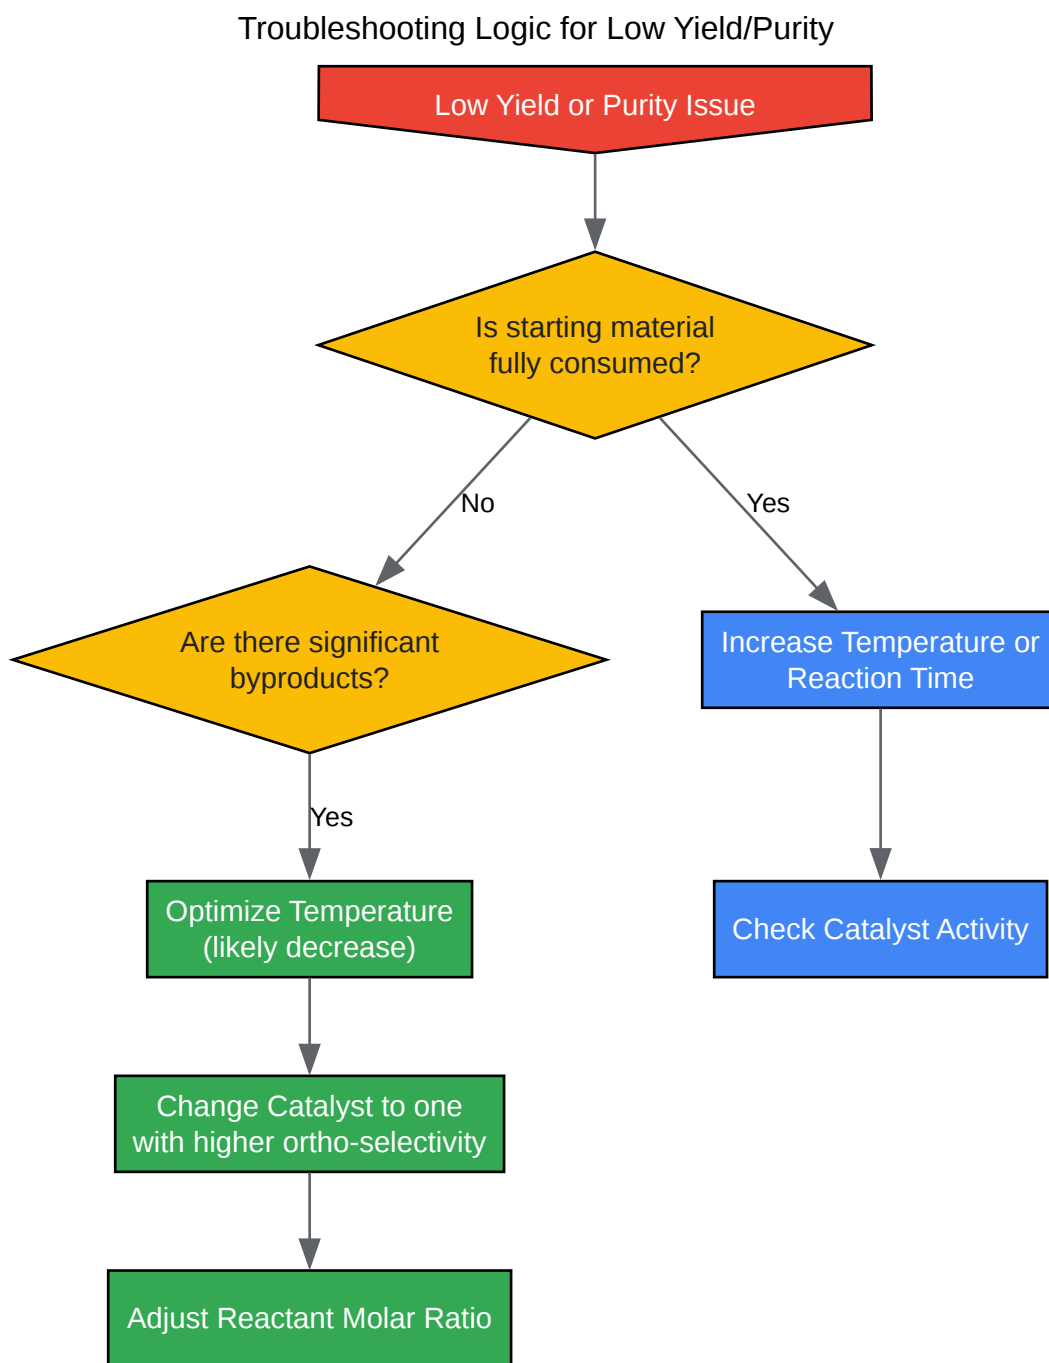 Troubleshooting Logic for Low Yield/Purity
Low Yield or Purity Issue
Is starting material
fully consumed?
No
Yes
Are there significant
byproducts?
Increase Temperature or
Reaction Time
Yes
Optimize Temperature
(likely decrease)
Check Catalyst Activity
Change Catalyst to one
with higher ortho-selectivity
Adjust Reactant Molar Ratio